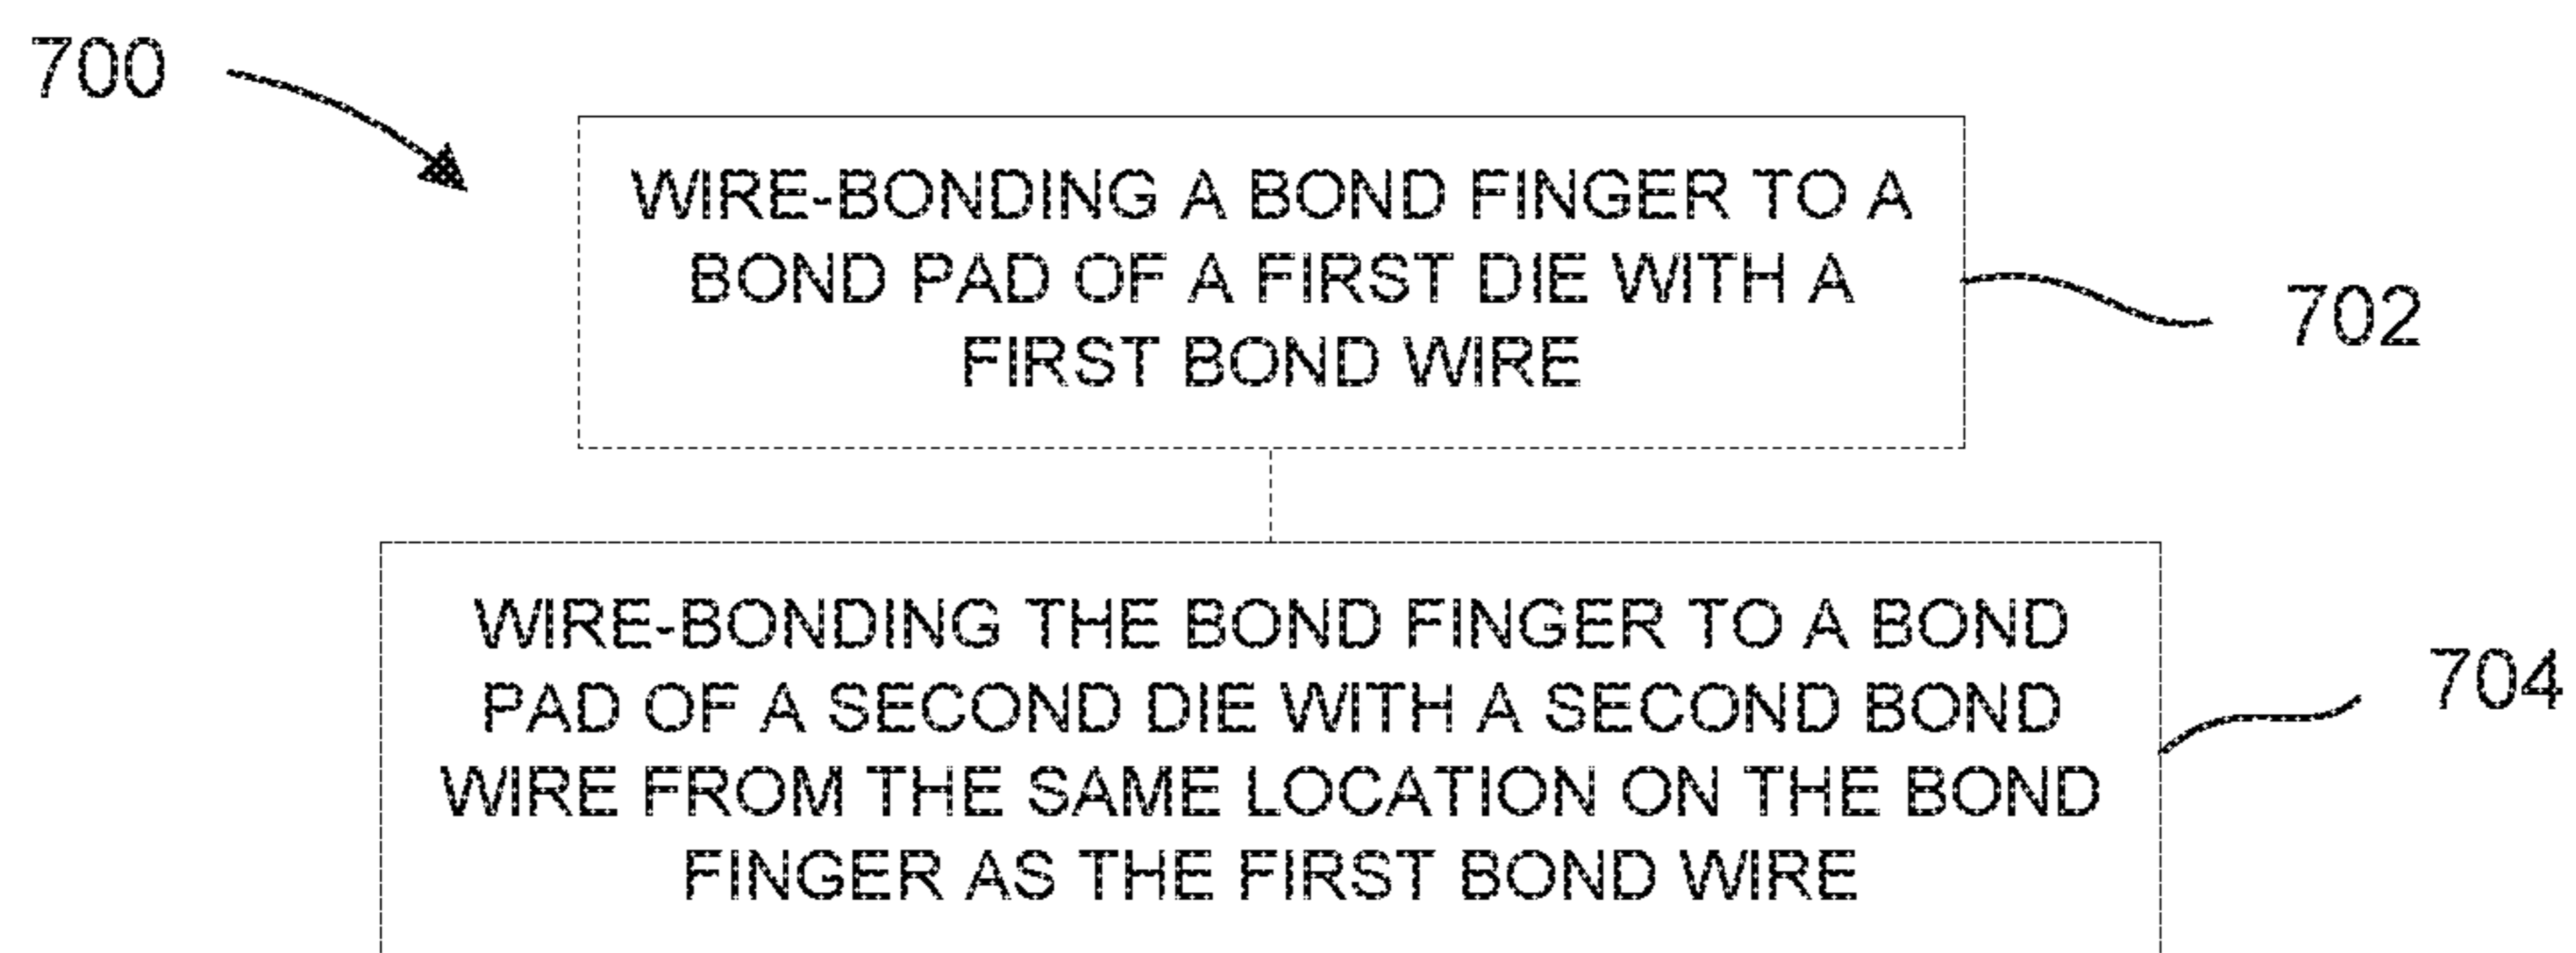 700
WIRE-BONDING A BOND FINGER TO A
BOND PAD OF A FIRST DIE WITH A
FIRST BOND WIRE
702
WIRE-BONDING THE BOND FINGER TO A BOND
PAD OF A SECOND DIE WITH A SECOND BOND
WIRE FROM THE SAME LOCATION ON THE BOND
FINGER AS THE FIRST BOND WIRE
704